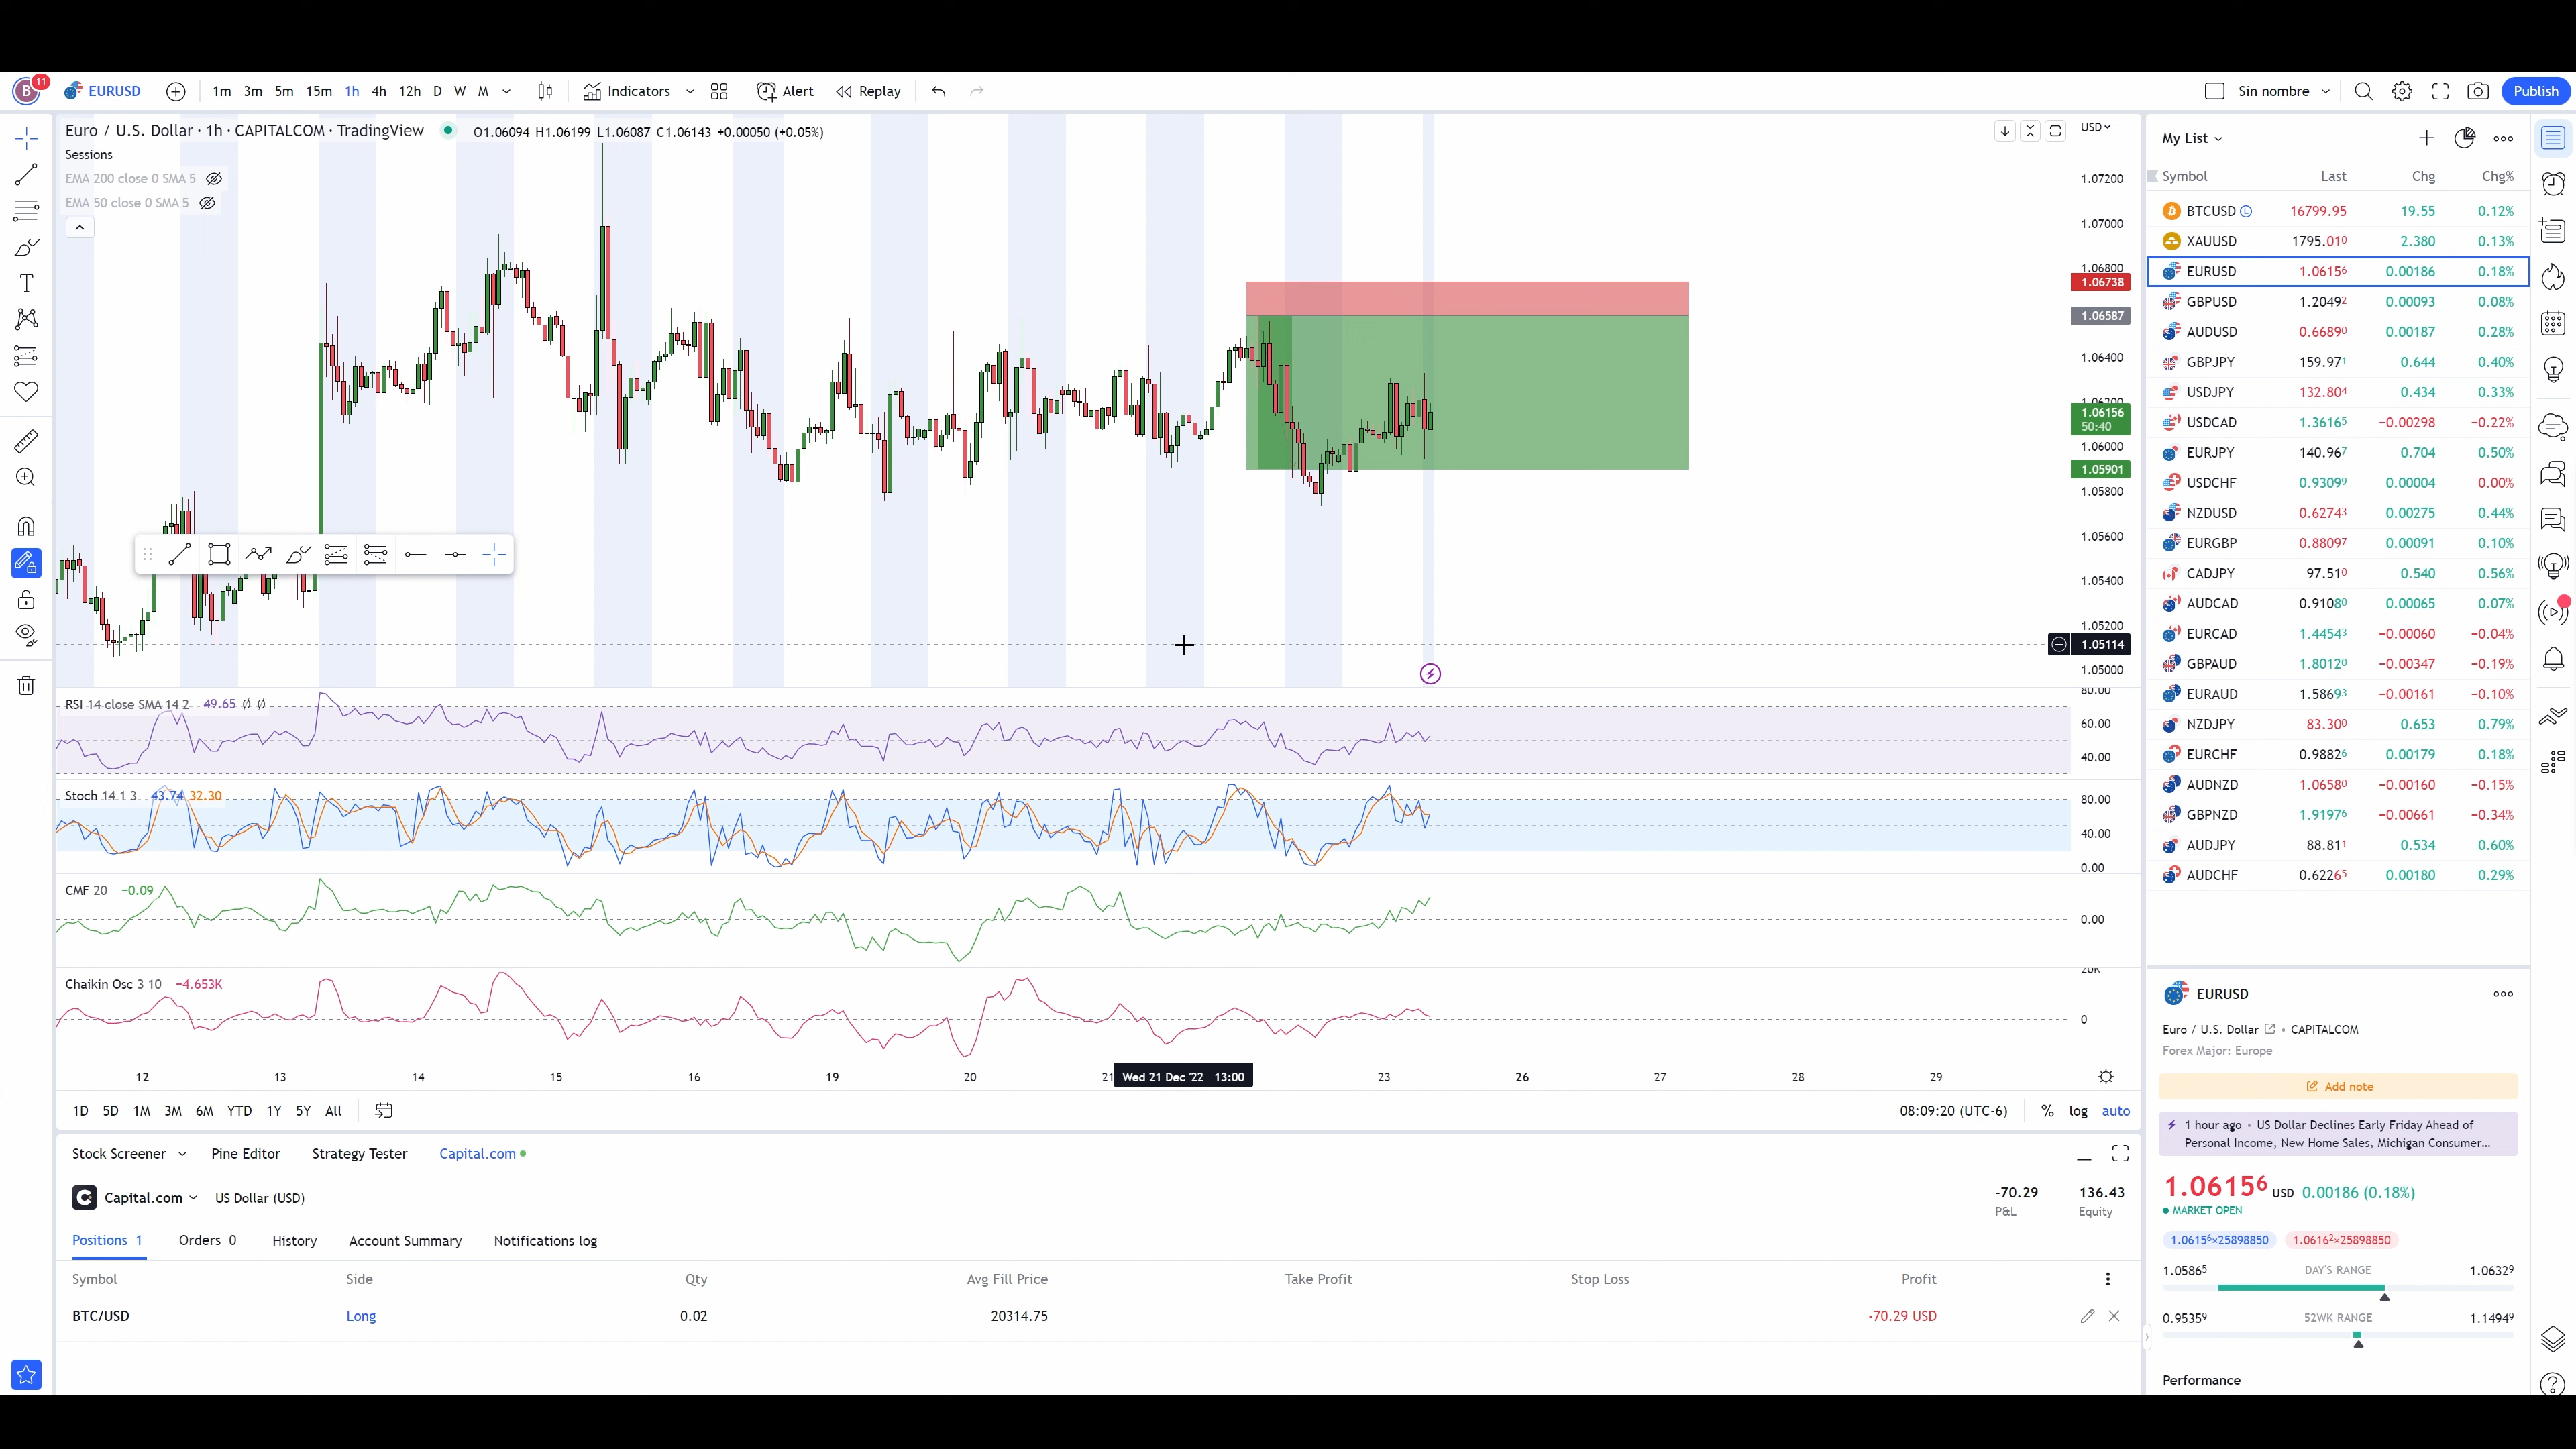 B 11 EURUSD 1m 3m 5m 15m 1h 4h 12h D W M Indicators Alert Replay Sin nombre Publish
Euro / U.S. Dollar · 1h · CAPITALCOM · TradingView O1.06094 H1.06199 L1.06087 C1.06143 +0.00050 (+0.05%)
USD
Sessions
EMA 200 close 0 SMA 5
EMA 50 close 0 SMA 5
1.07200
1.07000
1.06800
1.06738
1.06587
1.06400
1.06200
1.06156
50:40
1.06000
1.05901
1.05800
1.05600
1.05400
1.05200
1.05114
1.05000
RSI 14 close SMA 14 2 49.65 Ø Ø
80.00
60.00
40.00
Stoch 14 1 3 43.74 32.30
80.00
40.00
0.00
CMF 20 −0.09
0.00
Chaikin Osc 3 10 −4.653K
20K
0
12 13 14 15 16 19 20 21 Wed 21 Dec '22 13:00 23 26 27 28 29
1D 5D 1M 3M 6M YTD 1Y 5Y All 08:09:20 (UTC-6) % log auto
Stock Screener Pine Editor Strategy Tester Capital.com
Capital.com US Dollar (USD) -70.29 136.43
P&L Equity
Positions 1 Orders 0 History Account Summary Notifications log
Symbol Side Qty Avg Fill Price Take Profit Stop Loss Profit
BTC/USD Long 0.02 20314.75 -70.29 USD
My List
Symbol Last Chg Chg%
BTCUSD L 16799.95 19.55 0.12%
XAUUSD 1795.010 2.380 0.13%
EURUSD 1.06156 0.00186 0.18%
GBPUSD 1.20492 0.00093 0.08%
AUDUSD 0.66890 0.00187 0.28%
GBPJPY 159.971 0.644 0.40%
USDJPY 132.804 0.434 0.33%
USDCAD 1.36165 −0.00298 −0.22%
EURJPY 140.967 0.704 0.50%
USDCHF 0.93099 0.00004 0.00%
NZDUSD 0.62743 0.00275 0.44%
EURGBP 0.88097 0.00091 0.10%
CADJPY 97.510 0.540 0.56%
AUDCAD 0.91080 0.00065 0.07%
EURCAD 1.44543 −0.00060 −0.04%
GBPAUD 1.80120 −0.00347 −0.19%
EURAUD 1.58693 −0.00161 −0.10%
NZDJPY 83.300 0.653 0.79%
EURCHF 0.98826 0.00179 0.18%
AUDNZD 1.06580 −0.00160 −0.15%
GBPNZD 1.91976 −0.00661 −0.34%
AUDJPY 88.811 0.534 0.60%
AUDCHF 0.62265 0.00180 0.29%
EURUSD
Euro / U.S. Dollar • CAPITALCOM
Forex Major: Europe
Add note
1 hour ago • US Dollar Declines Early Friday Ahead of
Personal Income, New Home Sales, Michigan Consumer...
1.06156 USD 0.00186 (0.18%)
MARKET OPEN
1.06156×25898850 1.06162×25898850
1.05865 DAY'S RANGE 1.06329
0.95359 52WK RANGE 1.14949
Performance